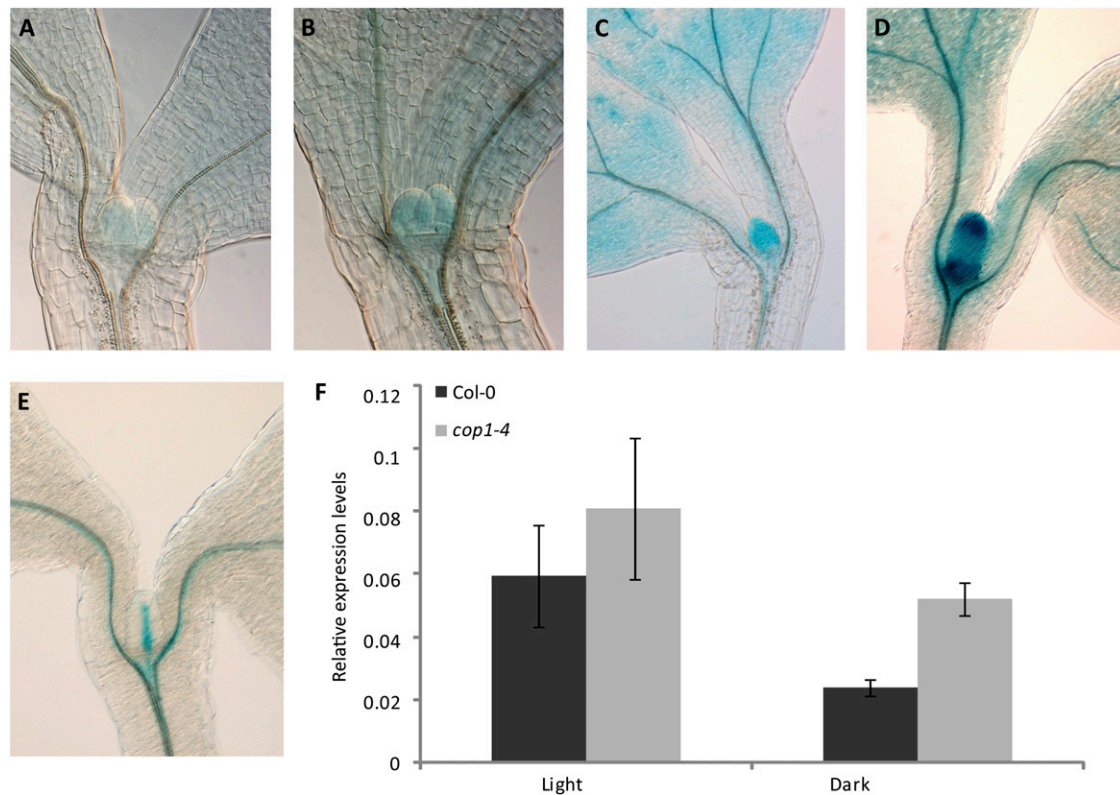 A
B
C
D
E
F
Col-0
cop1-4
Relative expression levels
0.12
0.1
0.08
0.06
0.04
0.02
0
Light
Dark